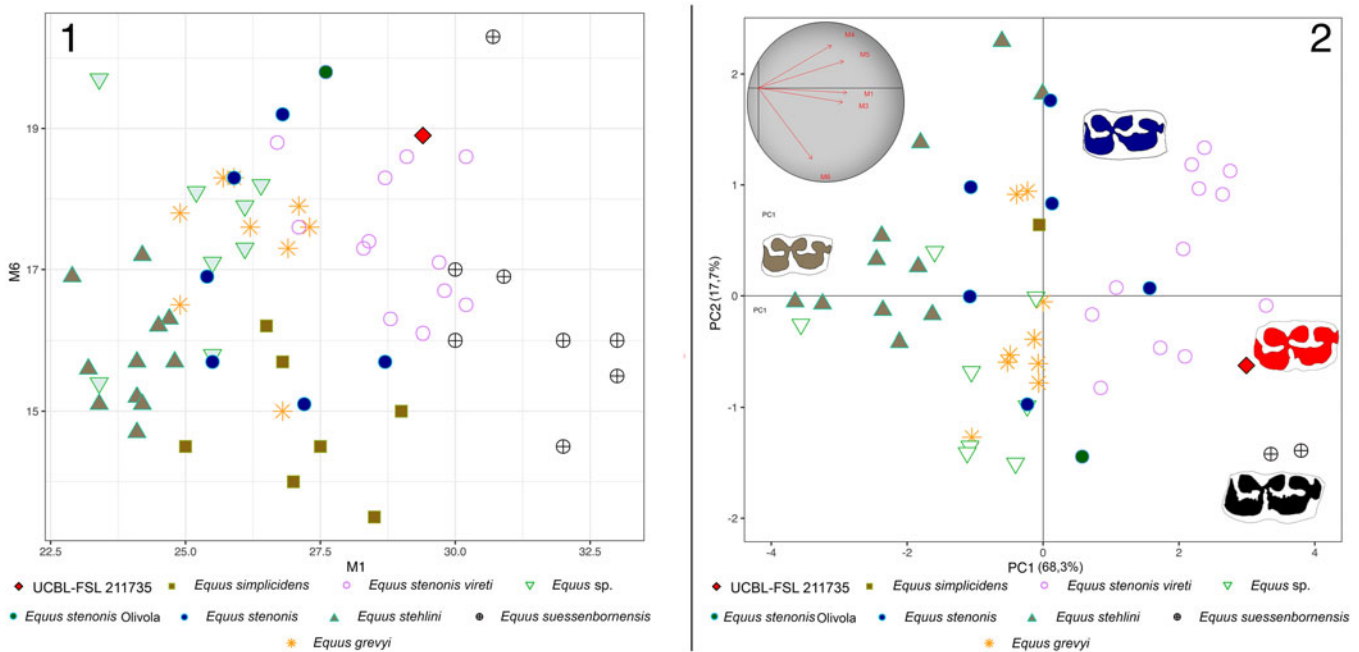 1
M6
19
17
15
22.5 25.0 27.5 30.0 32.5
M1
UCBL-FSL 211735 Equus simplicidens Equus stenonis vireti Equus sp.
Equus stenonis Olivola Equus stenonis Equus stehlini Equus suessenbornensis
Equus grevyi
2
M4
M5
M1
M3
M6
PC1
PC1
PC2 (17,7%)
2
1
0
-1
-2
-4 -2 0 2 4
PC1 (68,3%)
UCBL-FSL 211735 Equus simplicidens Equus stenonis vireti Equus sp.
Equus stenonis Olivola Equus stenonis Equus stehlini Equus suessenbornensis
Equus grevyi